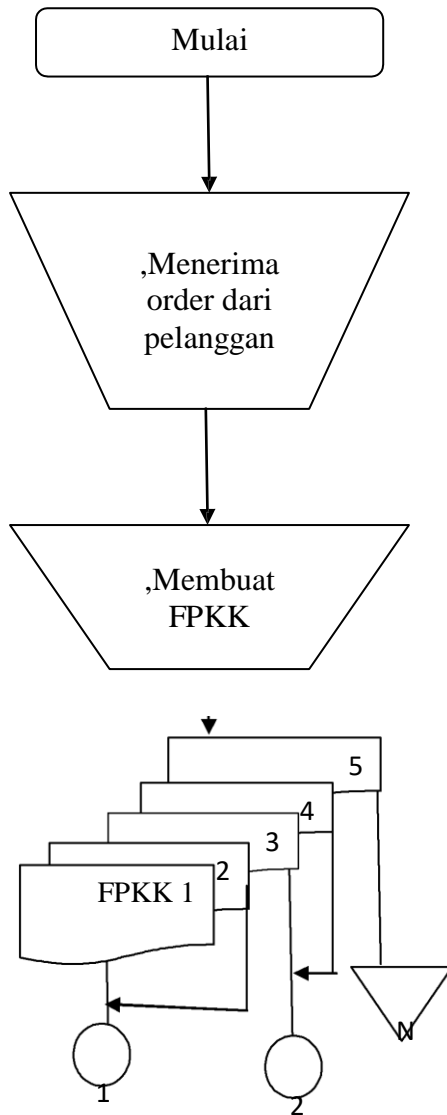 Mulai
,Menerima
order dari
pelanggan
,Membuat
FPKK
5
4
3
2
FPKK 1
N
1
2